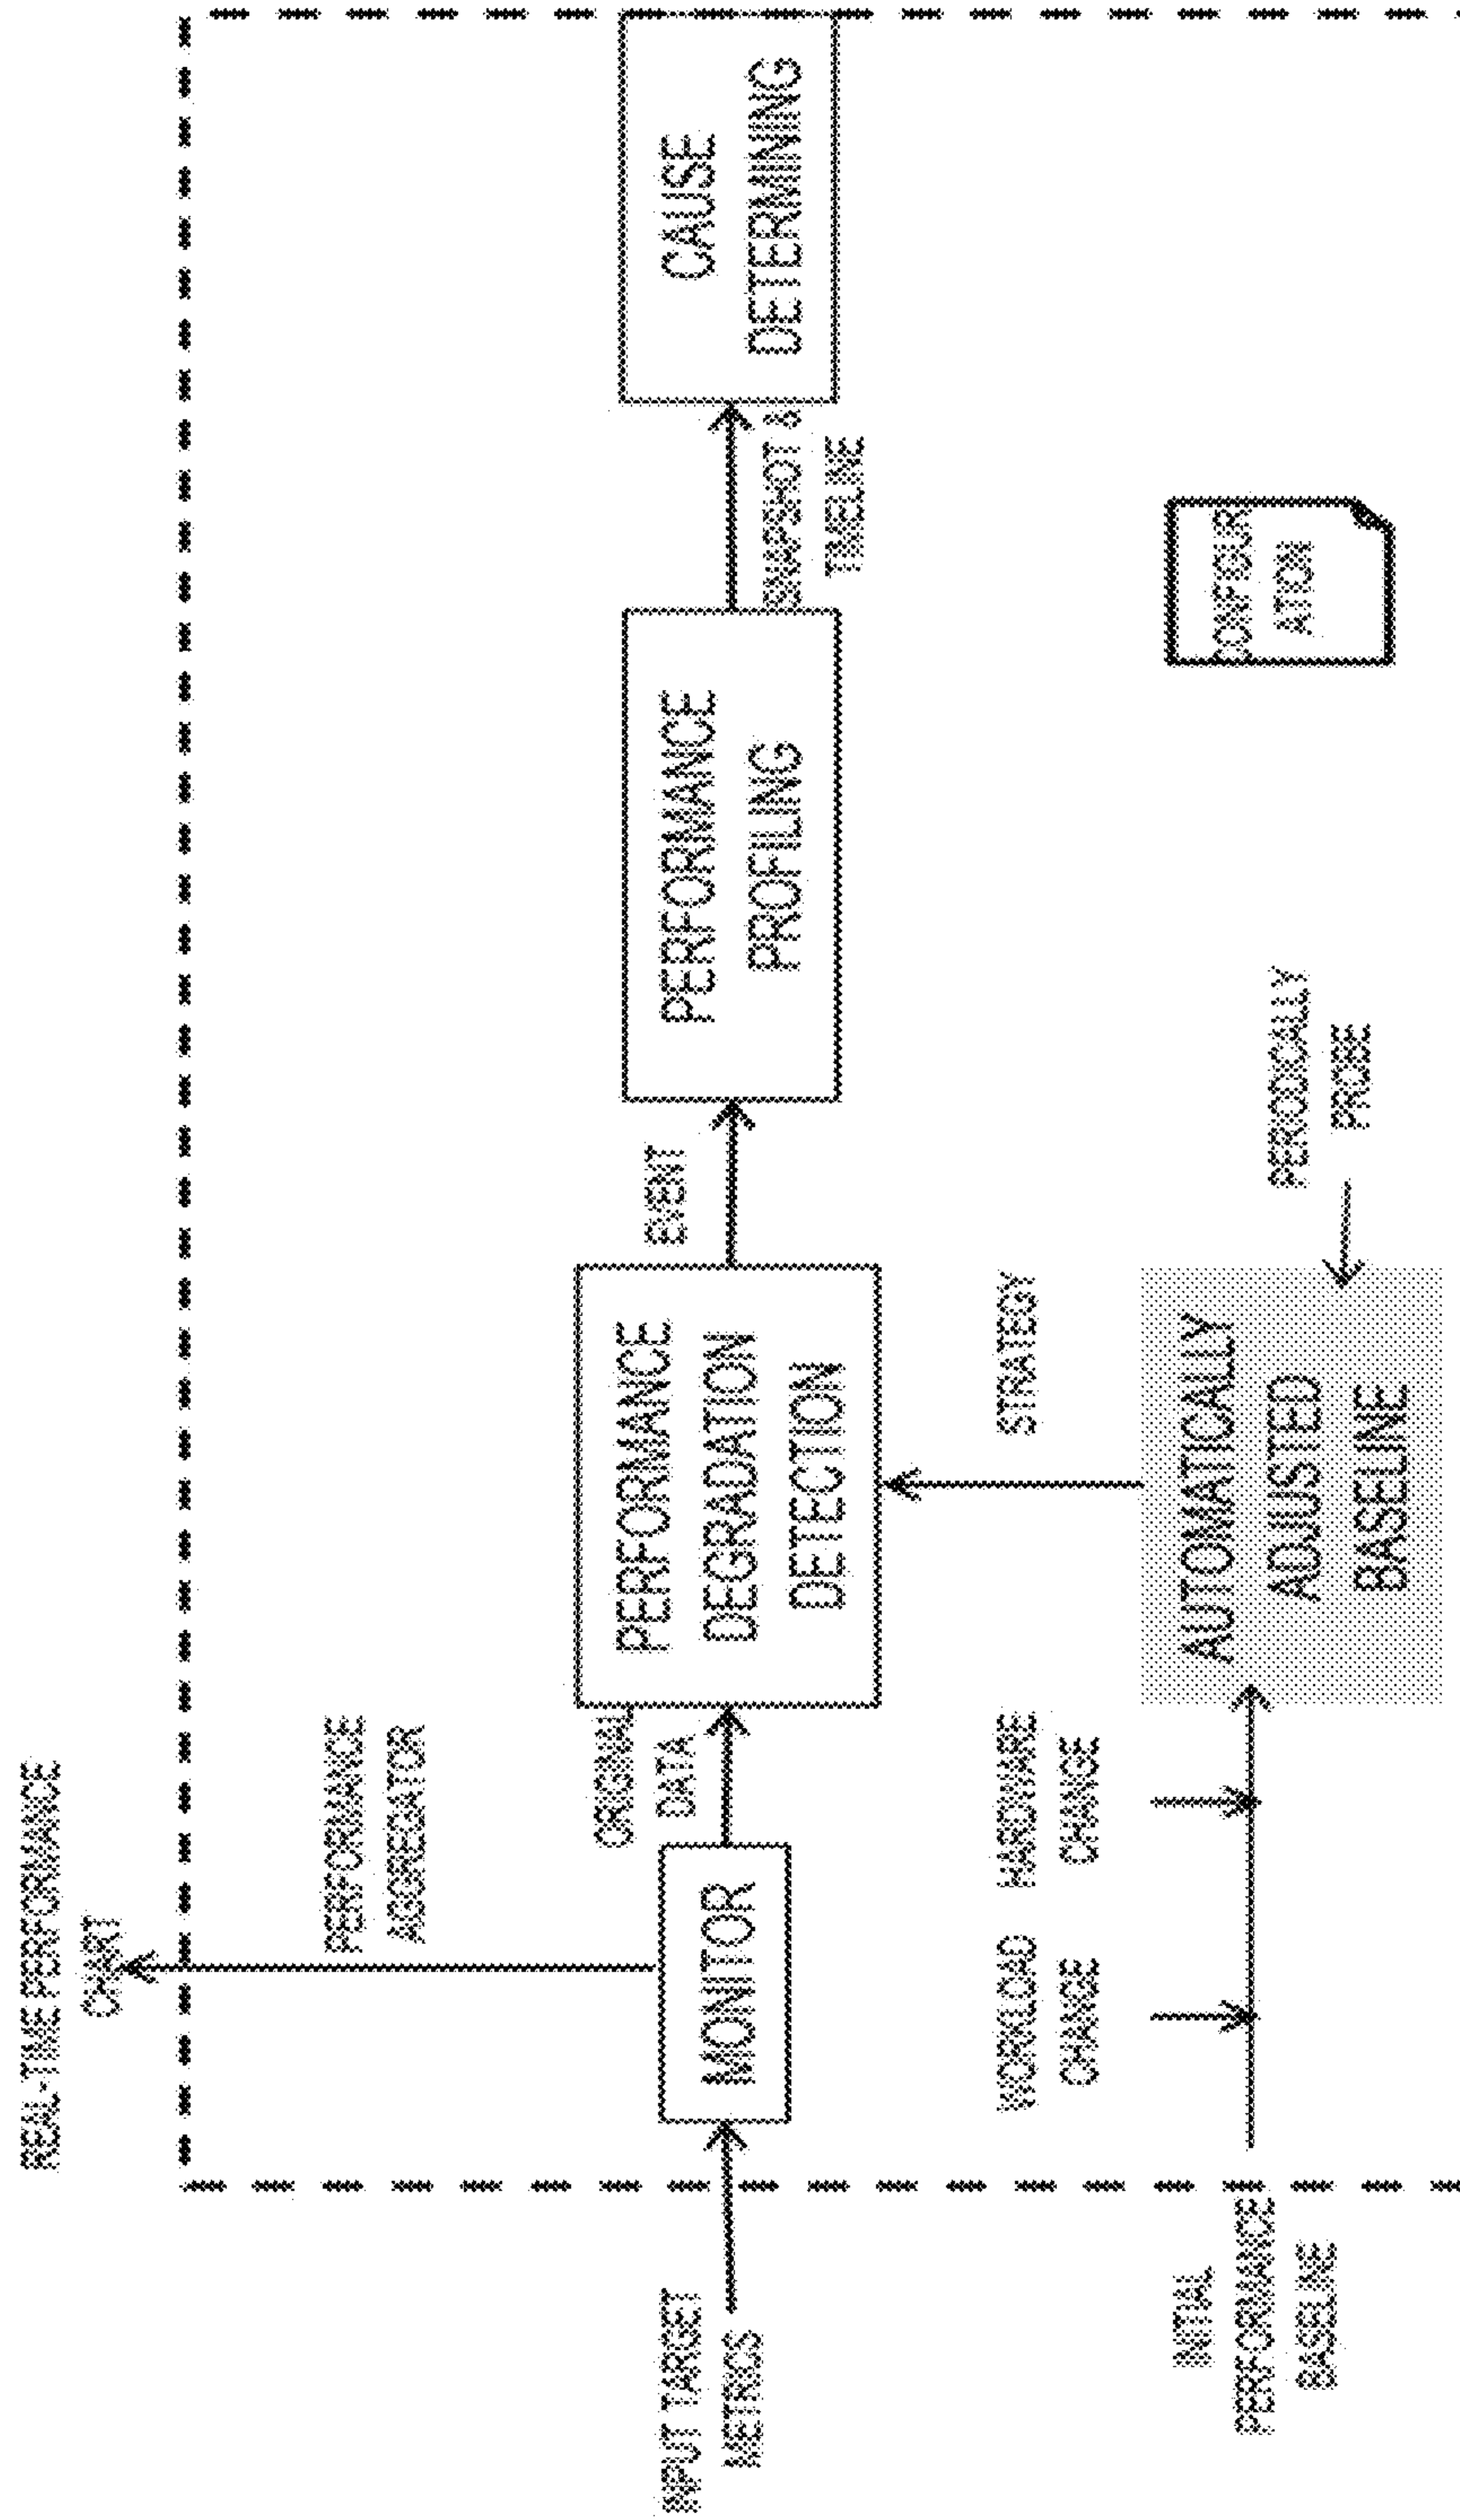 REAL-TIME PERFORMANCE
CHART
PERFORMANCE
AGGREGATOR
INPUT TARGET
METRICS
MONITOR
ORIGINAL
DATA
PERFORMANCE
DEGRADATION
DETECTION
EVENT
PERFORMANCE
PROFILING
SNAPSHOT &
TIMELINE
CAUSE
DETERMINING
INITIAL
PERFORMANCE
BASELINE
WORKLOAD
CHANGE
HARDWARE
CHANGE
STRATEGY
AUTOMATICALLY
ADJUSTED
BASELINE
PERIODICALLY
PROBE
CONFIGUR
ATION